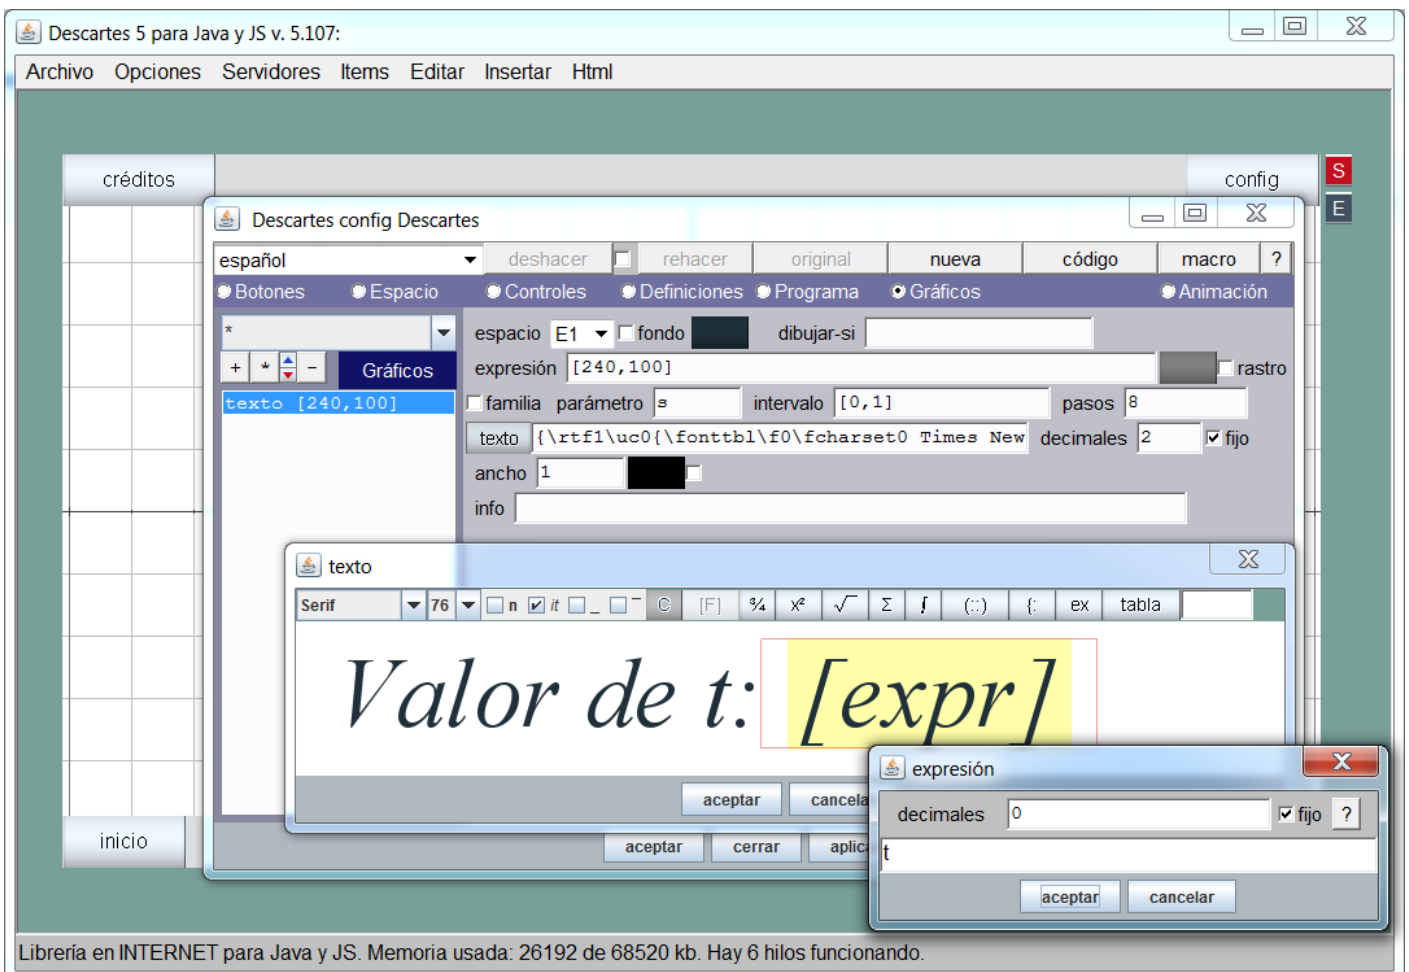 Descartes 5 para Java y JS v. 5.107:
Archivo Opciones Servidores Items Editar Insertar Html
créditos config S
E
Descartes config Descartes
español deshacer rehacer original nueva código macro ?
Botones Espacio Controles Definiciones Programa Gráficos Animación
* espacio E1 fondo dibujar-si
+ * - Gráficos expresión [240,100] rastro
texto [240,100] familia parámetro s intervalo [0,1] pasos 8
texto {\rtf1\uc0{\fonttbl\f0\fcharset0 Times New decimales 2 fijo
ancho 1
info
texto
Serif 76 n it _ ¯ C [F] ¾ x² √ Σ ∫ (::) {: ex tabla
Valor de t: [expr]
expresión
aceptar cancela
decimales 0 fijo ?
inicio aceptar cerrar aplic
t
aceptar cancelar
Librería en INTERNET para Java y JS. Memoria usada: 26192 de 68520 kb. Hay 6 hilos funcionando.